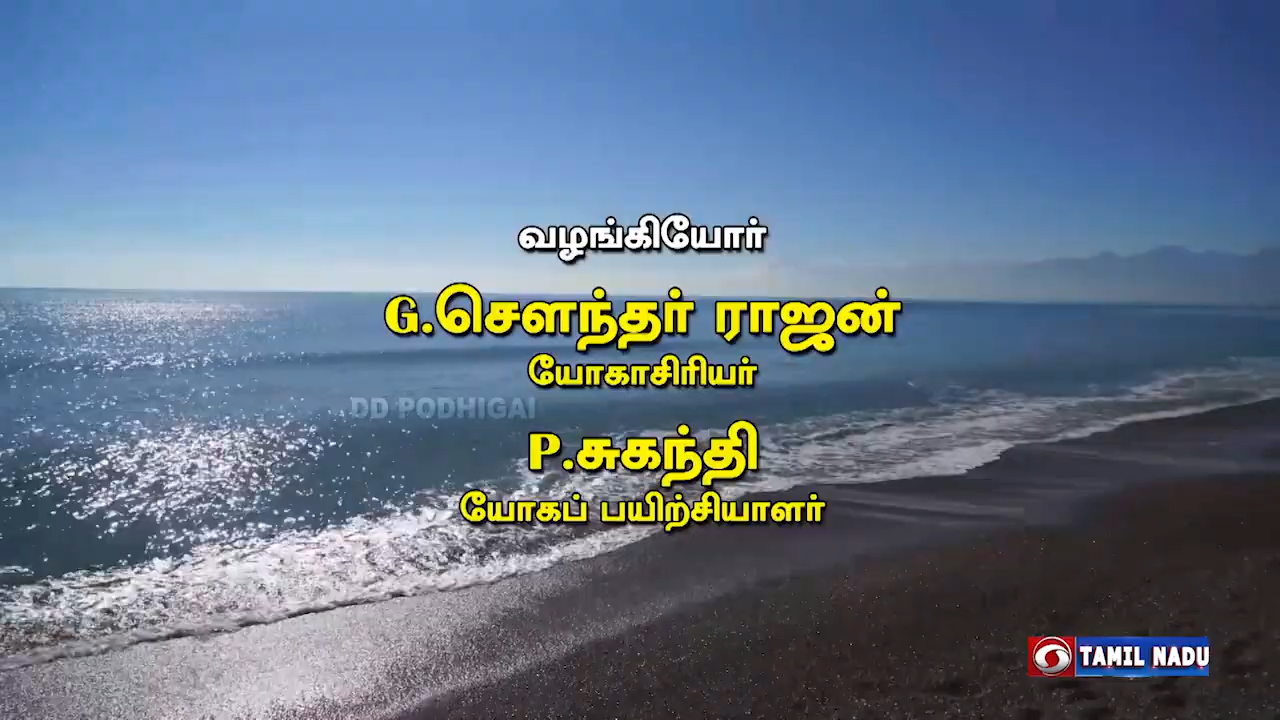 வழங்கியோர்
G.சௌந்தர் ராஜன்
யோகாசிரியர்
DD PODHIGAI
P.சுகந்தி
யோகப் பயிற்சியாளர்
TAMIL NADU